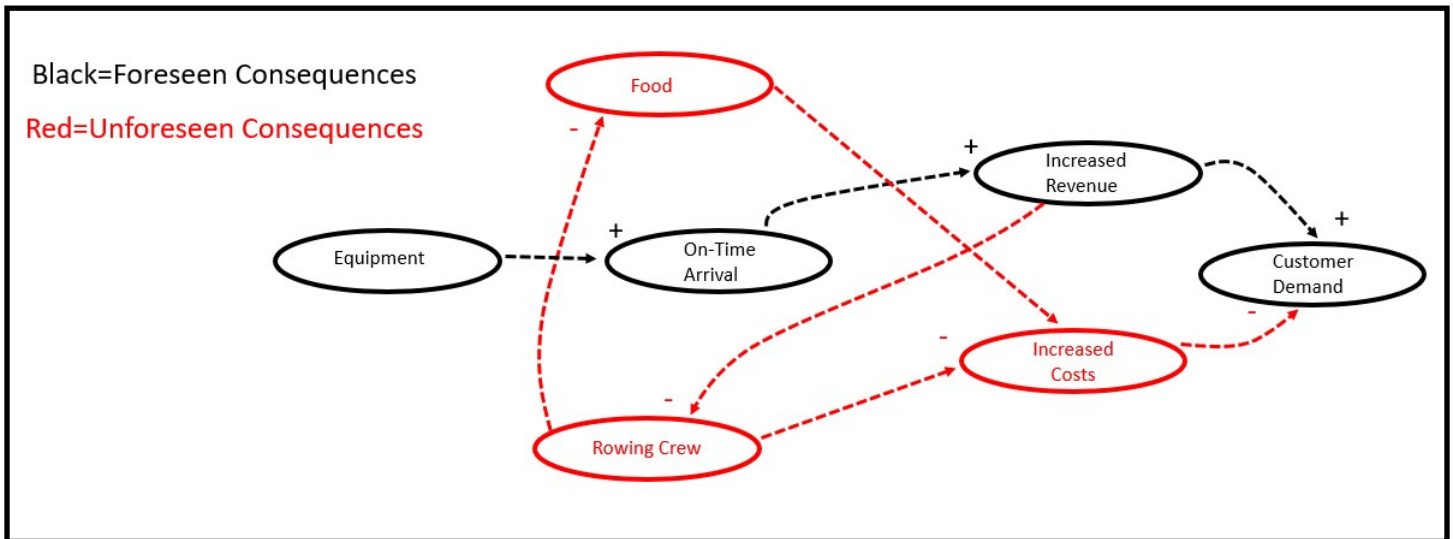 Black=Foreseen Consequences
Red=Unforeseen Consequences
Food
-
+
Increased
Revenue
+
Equipment
+
On-Time
Arrival
Customer
Demand
-
-
Increased
Costs
-
Rowing Crew